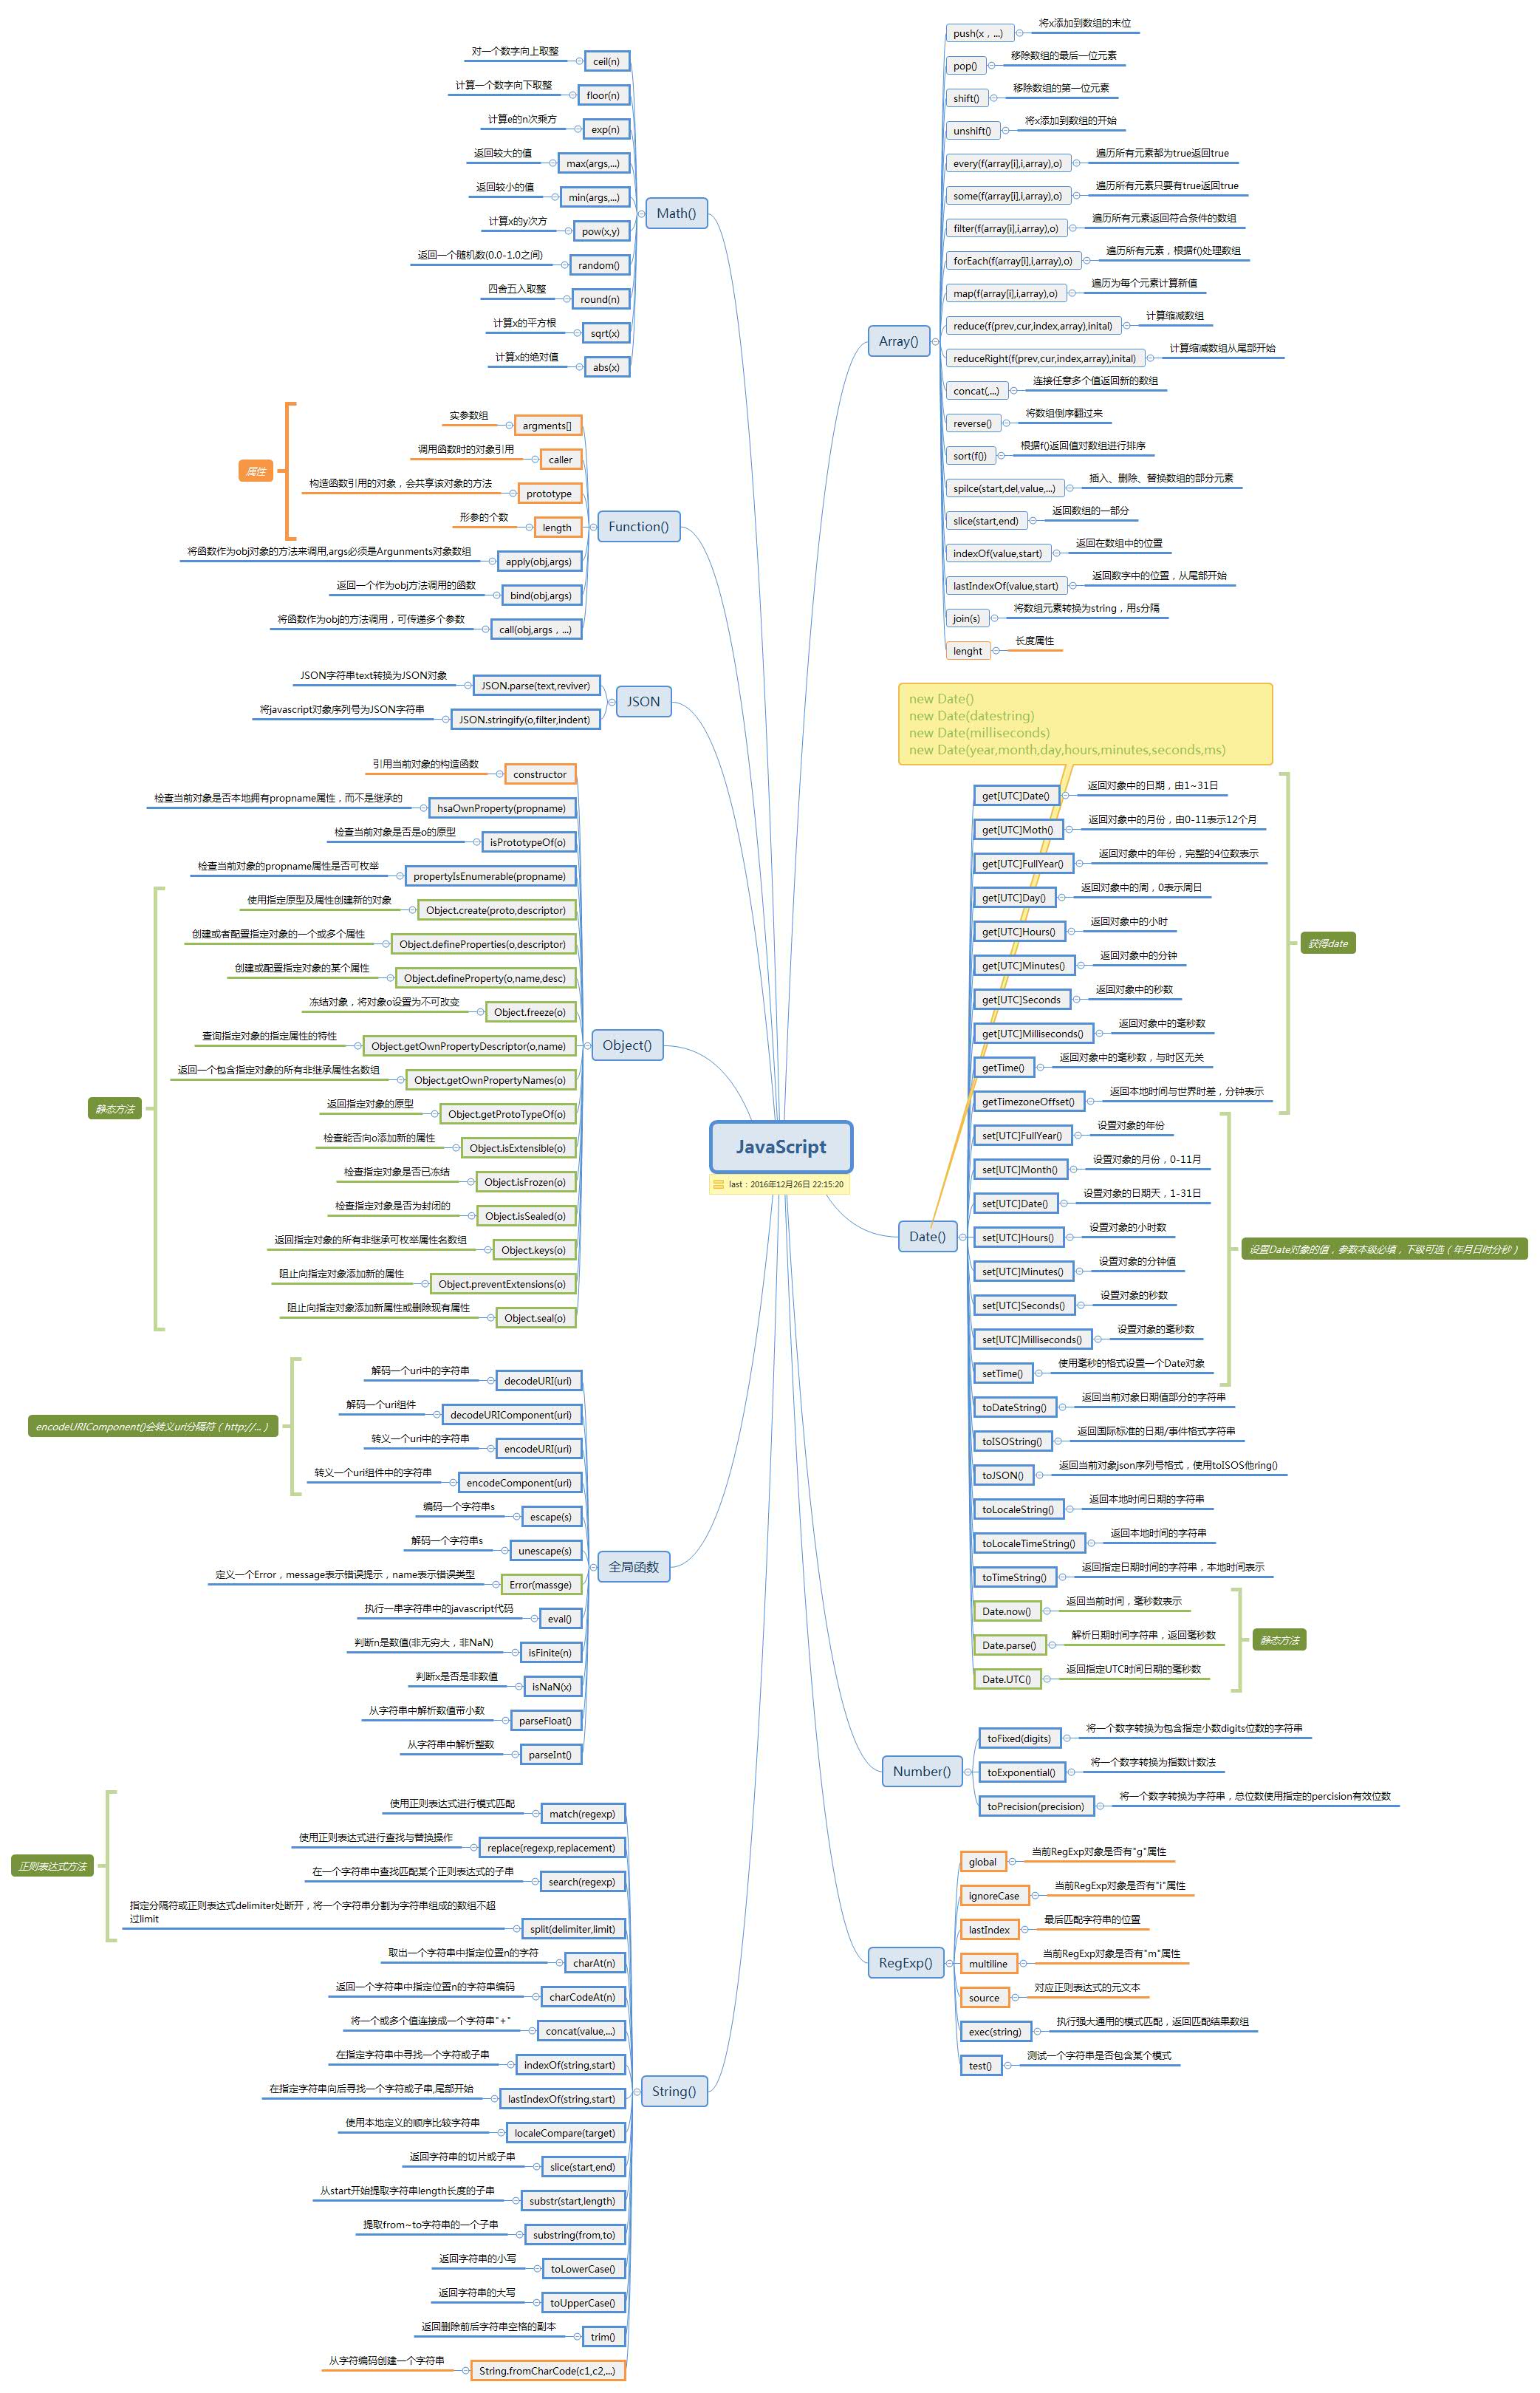 JavaScript
last：2016年12月26日 22:15:20
Math()
ceil(n)
对一个数字向上取整
floor(n)
计算一个数字向下取整
exp(n)
计算e的n次乘方
max(args,...)
返回较大的值
min(args,...)
返回较小的值
pow(x,y)
计算x的y次方
random()
返回一个随机数(0.0-1.0之间)
round(n)
四舍五入取整
sqrt(x)
计算x的平方根
abs(x)
计算x的绝对值
Function()
属性
argments[]
实参数组
caller
调用函数时的对象引用
prototype
构造函数引用的对象，会共享该对象的方法
length
形参的个数
apply(obj,args)
将函数作为obj对象的方法来调用,args必须是Argunments对象数组
bind(obj,args)
返回一个作为obj方法调用的函数
call(obj,args，...)
将函数作为obj的方法调用，可传递多个参数
JSON
JSON.parse(text,reviver)
JSON字符串text转换为JSON对象
JSON.stringify(o,filter,indent)
将javascript对象序列号为JSON字符串
Object()
constructor
引用当前对象的构造函数
hsaOwnProperty(propname)
检查当前对象是否本地拥有propname属性，而不是继承的
isPrototypeOf(o)
检查当前对象是否是o的原型
propertyIsEnumerable(propname)
检查当前对象的propname属性是否可枚举
静态方法
Object.create(proto,descriptor)
使用指定原型及属性创建新的对象
Object.defineProperties(o,descriptor)
创建或者配置指定对象的一个或多个属性
Object.defineProperty(o,name,desc)
创建或配置指定对象的某个属性
Object.freeze(o)
冻结对象，将对象o设置为不可改变
Object.getOwnPropertyDescriptor(o,name)
查询指定对象的指定属性的特性
Object.getOwnPropertyNames(o)
返回一个包含指定对象的所有非继承属性名数组
Object.getProtoTypeOf(o)
返回指定对象的原型
Object.isExtensible(o)
检查能否向o添加新的属性
Object.isFrozen(o)
检查指定对象是否已冻结
Object.isSealed(o)
检查指定对象是否为封闭的
Object.keys(o)
返回指定对象的所有非继承可枚举属性名数组
Object.preventExtensions(o)
阻止向指定对象添加新的属性
Object.seal(o)
阻止向指定对象添加新属性或删除现有属性
全局函数
encodeURIComponent()会转义uri分隔符（http://...）
decodeURI(uri)
解码一个uri中的字符串
decodeURIComponent(uri)
解码一个uri组件
encodeURI(uri)
转义一个uri中的字符串
encodeComponent(uri)
转义一个uri组件中的字符串
escape(s)
编码一个字符串s
unescape(s)
解码一个字符串s
Error(massge)
定义一个Error，message表示错误提示，name表示错误类型
eval()
执行一串字符串中的javascript代码
isFinite(n)
判断n是数值(非无穷大，非NaN)
isNaN(x)
判断x是否是非数值
parseFloat()
从字符串中解析数值带小数
parseInt()
从字符串中解析整数
String()
正则表达式方法
match(regexp)
使用正则表达式进行模式匹配
replace(regexp,replacement)
使用正则表达式进行查找与替换操作
search(regexp)
在一个字符串中查找匹配某个正则表达式的子串
split(delimiter,limit)
指定分隔符或正则表达式delimiter处断开，将一个字符串分割为字符串组成的数组不超
过limit
charAt(n)
取出一个字符串中指定位置n的字符
charCodeAt(n)
返回一个字符串中指定位置n的字符串编码
concat(value,...)
将一个或多个值连接成一个字符串"+"
indexOf(string,start)
在指定字符串中寻找一个字符或子串
lastIndexOf(string,start)
在指定字符串向后寻找一个字符或子串,尾部开始
localeCompare(target)
使用本地定义的顺序比较字符串
slice(start,end)
返回字符串的切片或子串
substr(start,length)
从start开始提取字符串length长度的子串
substring(from,to)
提取from~to字符串的一个子串
toLowerCase()
返回字符串的小写
toUpperCase()
返回字符串的大写
trim()
返回删除前后字符串空格的副本
String.fromCharCode(c1,c2,...)
从字符编码创建一个字符串
Array()
push(x，...)
将x添加到数组的末位
pop()
移除数组的最后一位元素
shift()
移除数组的第一位元素
unshift()
将x添加到数组的开始
every(f(array[i],i,array),o)
遍历所有元素都为true返回true
some(f(array[i],i,array),o)
遍历所有元素只要有true返回true
filter(f(array[i],i,array),o)
遍历所有元素返回符合条件的数组
forEach(f(array[i],i,array),o)
遍历所有元素，根据f()处理数组
map(f(array[i],i,array),o)
遍历为每个元素计算新值
reduce(f(prev,cur,index,array),inital)
计算缩减数组
reduceRight(f(prev,cur,index,array),inital)
计算缩减数组从尾部开始
concat(,...)
连接任意多个值返回新的数组
reverse()
将数组倒序翻过来
sort(f())
根据f()返回值对数组进行排序
spilce(start,del,value,...)
插入、删除、替换数组的部分元素
slice(start,end)
返回数组的一部分
indexOf(value,start)
返回在数组中的位置
lastIndexOf(value,start)
返回数字中的位置，从尾部开始
join(s)
将数组元素转换为string，用s分隔
lenght
长度属性
new Date()
new Date(datestring)
new Date(milliseconds)
new Date(year,month,day,hours,minutes,seconds,ms)
Date()
get[UTC]Date()
返回对象中的日期，由1~31日
get[UTC]Moth()
返回对象中的月份，由0-11表示12个月
get[UTC]FullYear()
返回对象中的年份，完整的4位数表示
get[UTC]Day()
返回对象中的周，0表示周日
get[UTC]Hours()
返回对象中的小时
get[UTC]Minutes()
返回对象中的分钟
get[UTC]Seconds
返回对象中的秒数
get[UTC]Milliseconds()
返回对象中的毫秒数
getTime()
返回对象中的毫秒数，与时区无关
getTimezoneOffset()
返回本地时间与世界时差，分钟表示
获得date
set[UTC]FullYear()
设置对象的年份
set[UTC]Month()
设置对象的月份，0-11月
set[UTC]Date()
设置对象的日期天，1-31日
set[UTC]Hours()
设置对象的小时数
set[UTC]Minutes()
设置对象的分钟值
set[UTC]Seconds()
设置对象的秒数
set[UTC]Milliseconds()
设置对象的毫秒数
setTime()
使用毫秒的格式设置一个Date对象
设置Date对象的值，参数本级必填，下级可选（年月日时分秒）
toDateString()
返回当前对象日期值部分的字符串
toISOString()
返回国际标准的日期/事件格式字符串
toJSON()
返回当前对象json序列号格式，使用toISOS他ring()
toLocaleString()
返回本地时间日期的字符串
toLocaleTimeString()
返回本地时间的字符串
toTimeString()
返回指定日期时间的字符串，本地时间表示
Date.now()
返回当前时间，毫秒数表示
Date.parse()
解析日期时间字符串，返回毫秒数
Date.UTC()
返回指定UTC时间日期的毫秒数
静态方法
Number()
toFixed(digits)
将一个数字转换为包含指定小数digits位数的字符串
toExponential()
将一个数字转换为指数计数法
toPrecision(precision)
将一个数字转换为字符串，总位数使用指定的percision有效位数
RegExp()
global
当前RegExp对象是否有"g"属性
ignoreCase
当前RegExp对象是否有"i"属性
lastIndex
最后匹配字符串的位置
multiline
当前RegExp对象是否有"m"属性
source
对应正则表达式的元文本
exec(string)
执行强大通用的模式匹配，返回匹配结果数组
test()
测试一个字符串是否包含某个模式